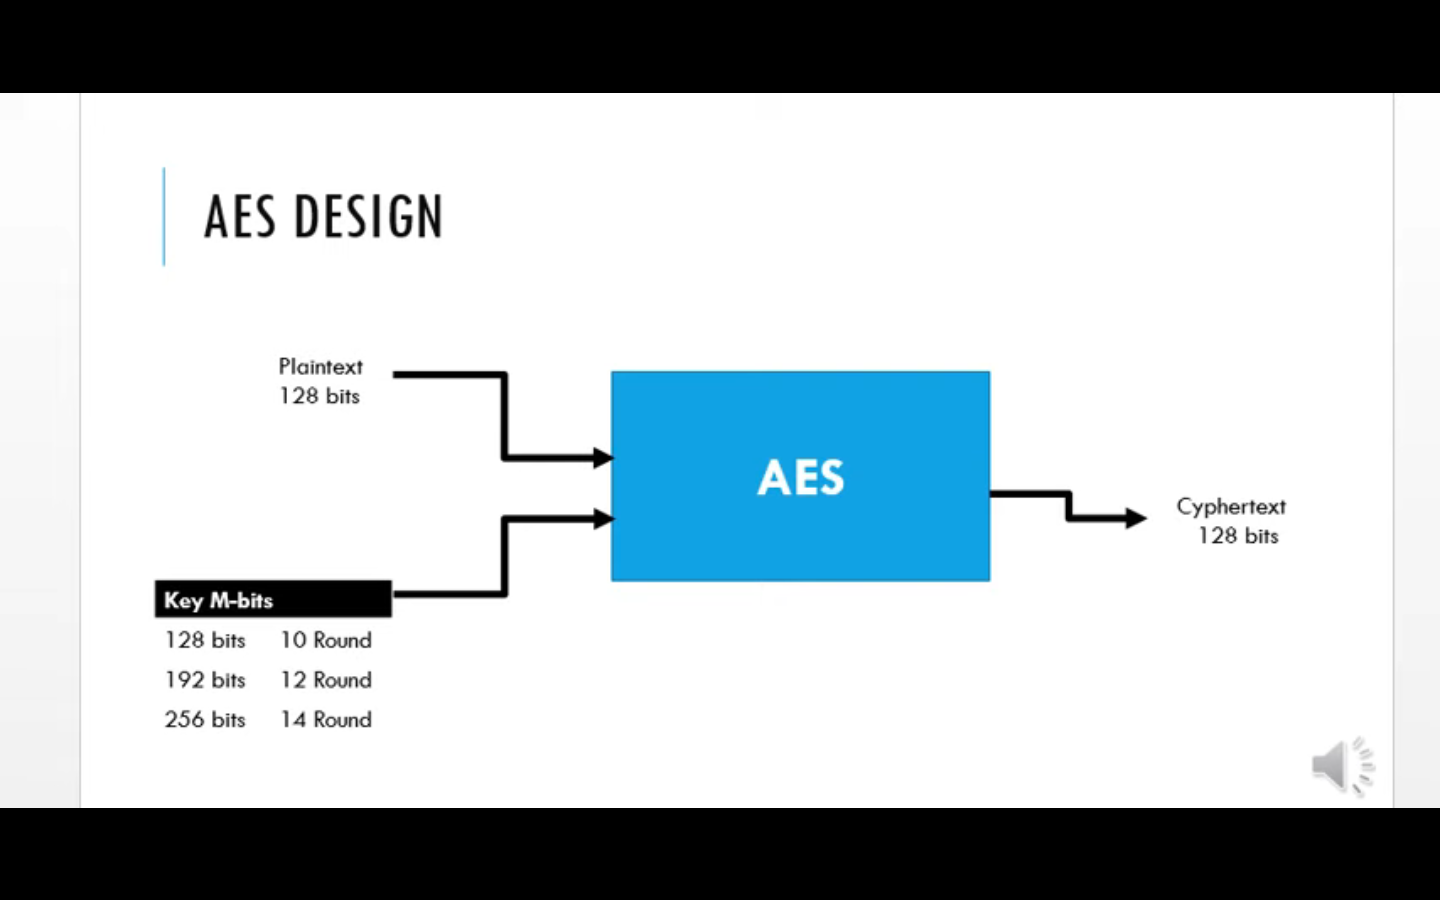 AES DESIGN
Plaintext
128 bits
AES
Cyphertext
128 bits
Key M-bits
128 bits 10 Round
192 bits 12 Round
256 bits 14 Round